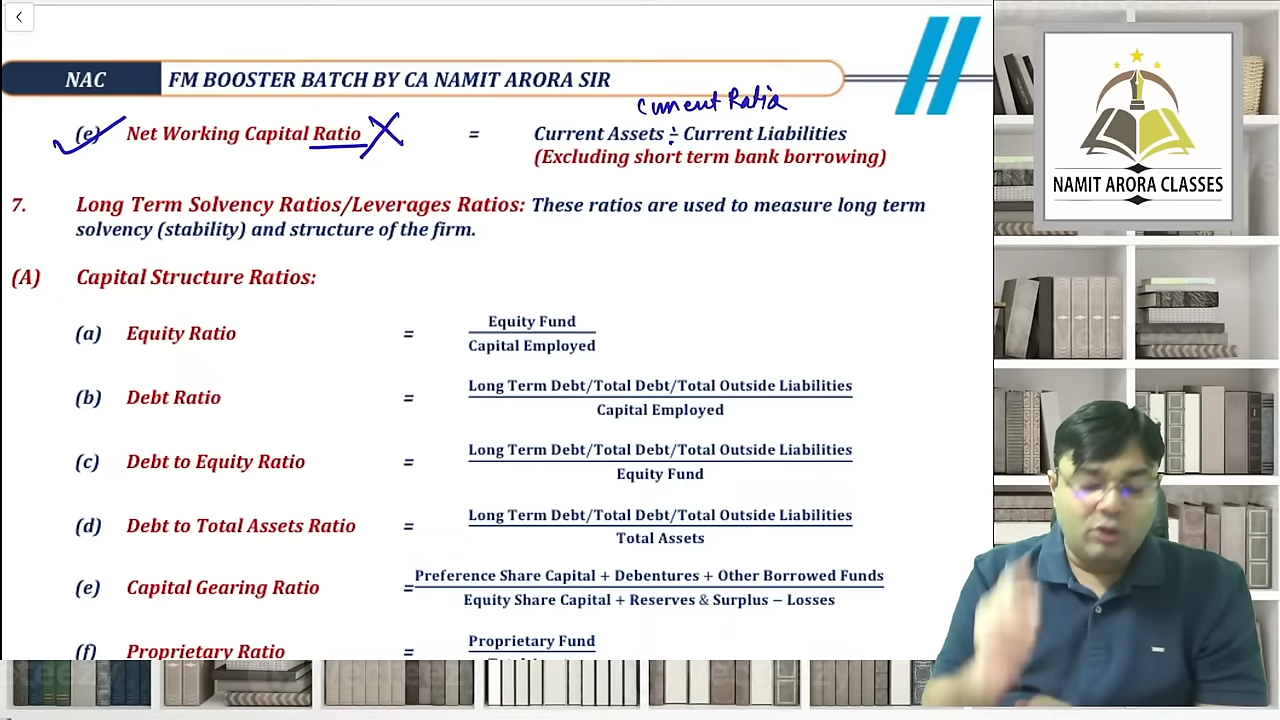 NAC FM BOOSTER BATCH BY CA NAMIT ARORA SIR
Current Ratio
(e) Net Working Capital Ratio = Current Assets ÷ Current Liabilities
(Excluding short term bank borrowing)
7. Long Term Solvency Ratios/Leverages Ratios: These ratios are used to measure long term
solvency (stability) and structure of the firm.
(A) Capital Structure Ratios:
(a) Equity Ratio = Equity Fund
Capital Employed
(b) Debt Ratio = Long Term Debt/Total Debt/Total Outside Liabilities
Capital Employed
(c) Debt to Equity Ratio = Long Term Debt/Total Debt/Total Outside Liabilities
Equity Fund
(d) Debt to Total Assets Ratio = Long Term Debt/Total Debt/Total Outside Liabilities
Total Assets
(e) Capital Gearing Ratio = Preference Share Capital + Debentures + Other Borrowed Funds
Equity Share Capital + Reserves & Surplus − Losses
(f) Proprietary Ratio = Proprietary Fund
NAMIT ARORA CLASSES